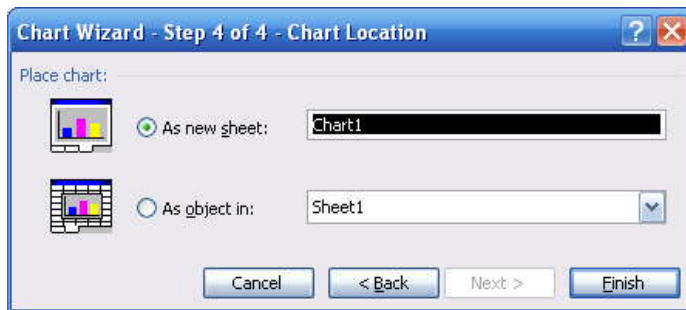 Chart Wizard - Step 4 of 4 - Chart Location
?
Place chart:
As new sheet: Chart1
As object in: Sheet1
Cancel < Back Next > Finish